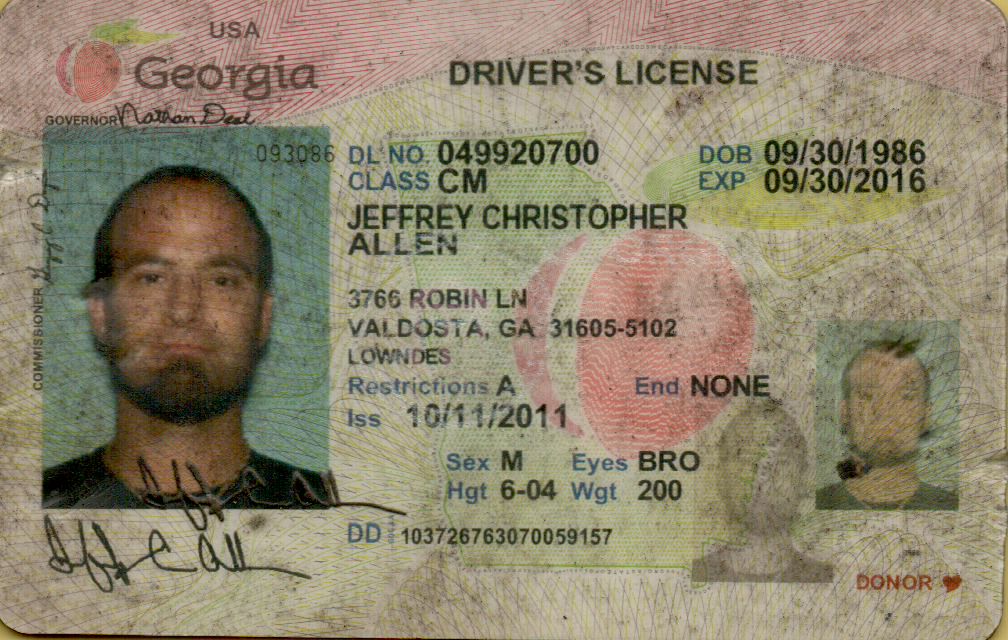 USA
Georgia
DRIVER'S LICENSE
GOVERNOR Nathan Deal
093086
DL NO. 049920700
DOB 09/30/1986
CLASS CM
EXP 09/30/2016
JEFFREY CHRISTOPHER
ALLEN
3766 ROBIN LN
VALDOSTA, GA 31605-5102
LOWNDES
Restrictions A
End NONE
Iss 10/11/2011
Sex M Eyes BRO
Hgt 6-04 Wgt 200
DD 103726763070059157
DONOR
COMMISSIONER